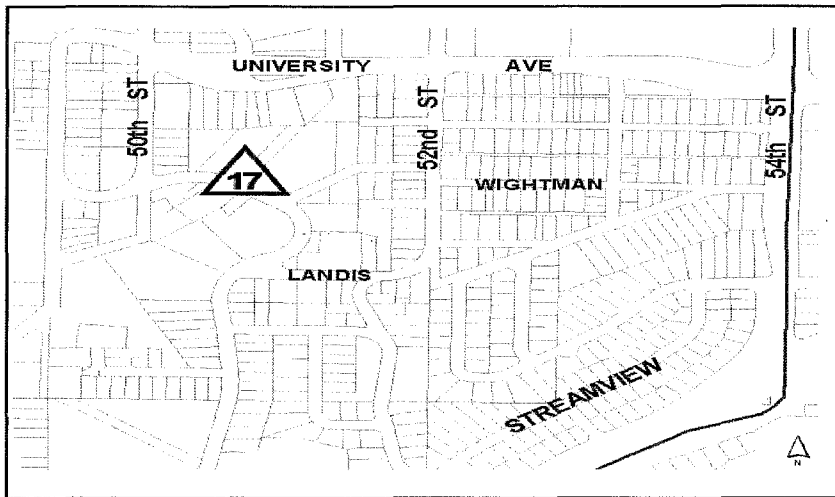 UNIVERSITY AVE
50th ST
52nd ST
54th ST
17
WIGHTMAN
LANDIS
STREAMVIEW
N